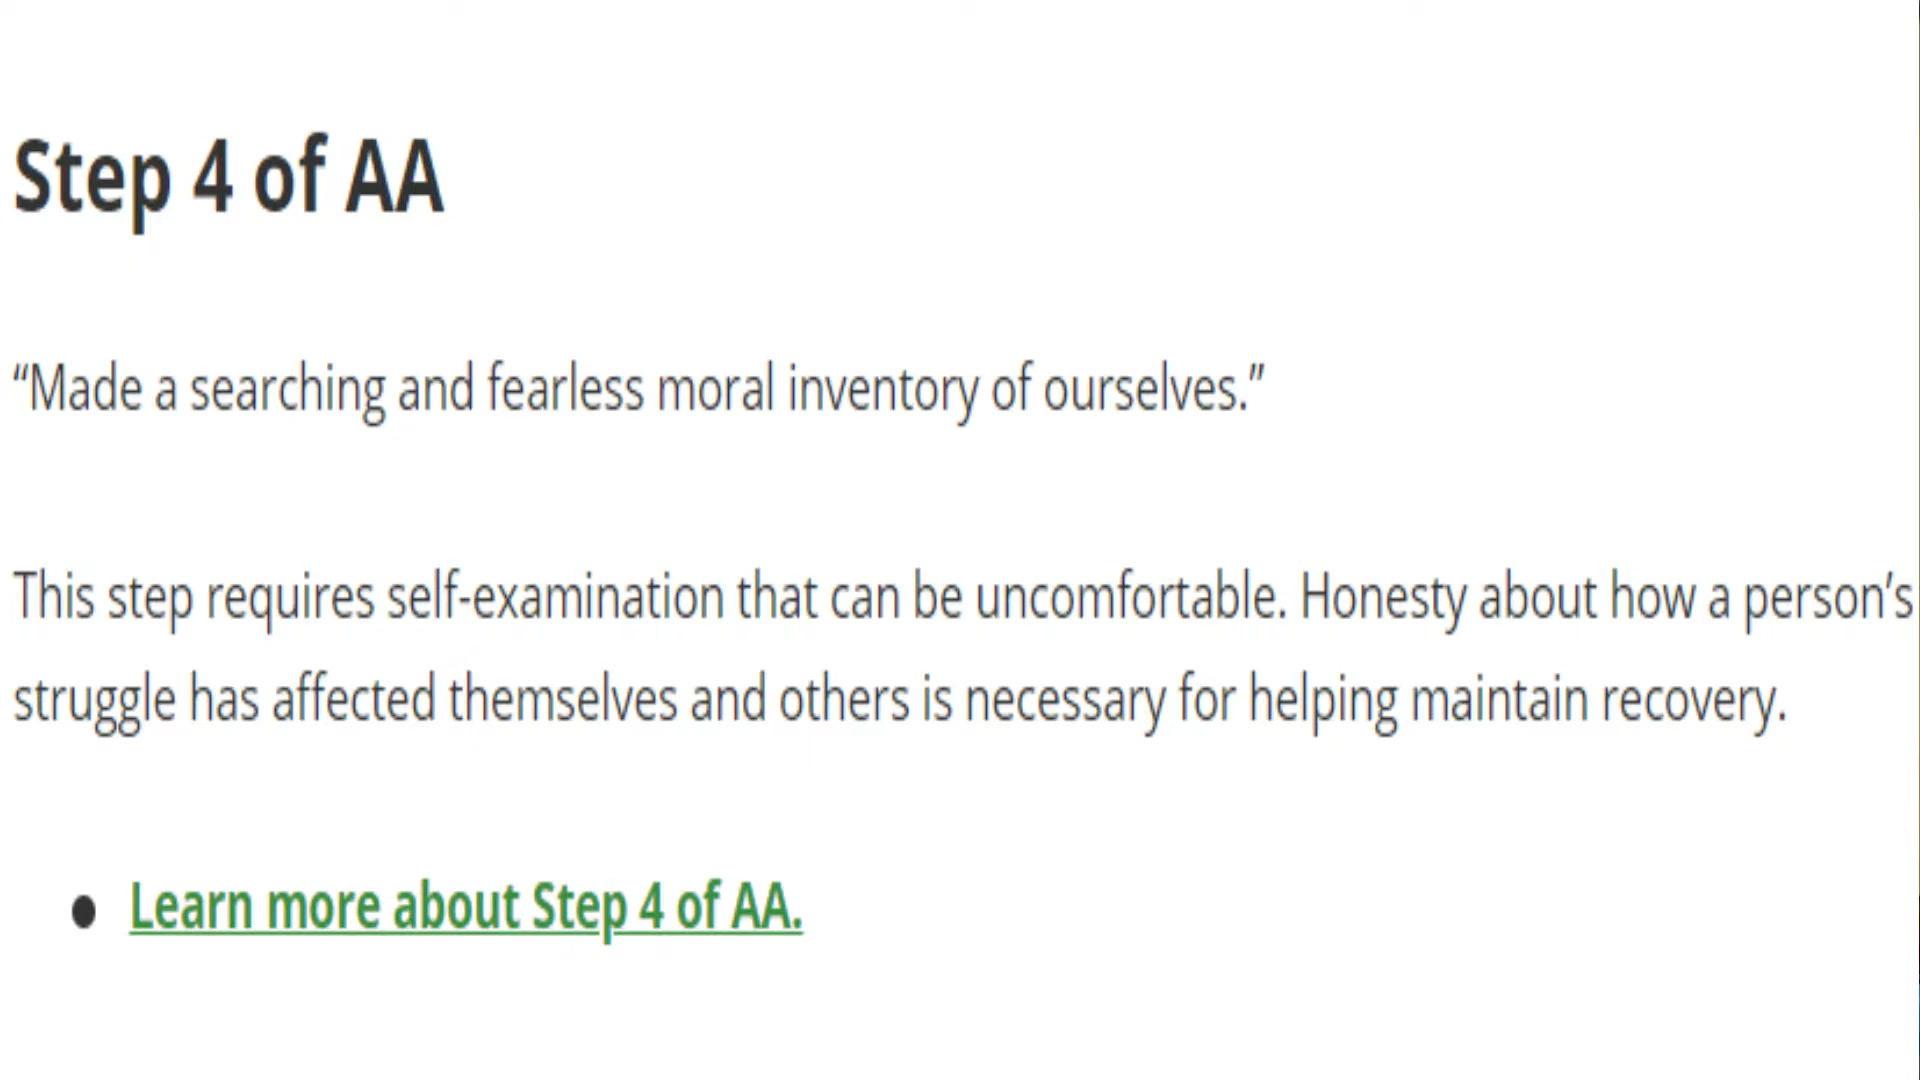 Step 4 of AA
“Made a searching and fearless moral inventory of ourselves.”
This step requires self-examination that can be uncomfortable. Honesty about how a person’s
struggle has affected themselves and others is necessary for helping maintain recovery.
● Learn more about Step 4 of AA.